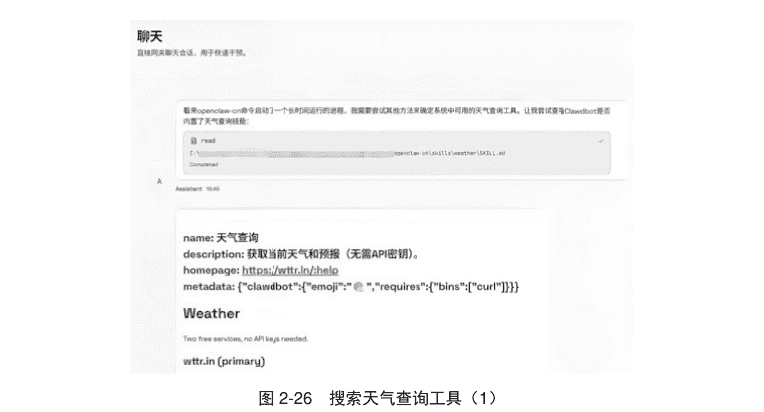 聊天
直接网关聊天会话，用于快速干预。
看来openclaw-cn命令启动了一个长时间运行的进程，我需要尝试其他方法来确定系统中可用的天气查询工具。让我尝试查看Clawdbot是否
内置了天气查询技能：
read
openclaw-cn\skills\weather\SKILL.md
Completed
A
Assistant
name: 天气查询
description: 获取当前天气和预报（无需API密钥）。
homepage: https://wttr.in/:help
metadata: {"clawdbot":{"emoji":" ","requires":{"bins":["curl"]}}}
Weather
Two free services, no API keys needed.
wttr.in (primary)
图 2-26 搜索天气查询工具（1）